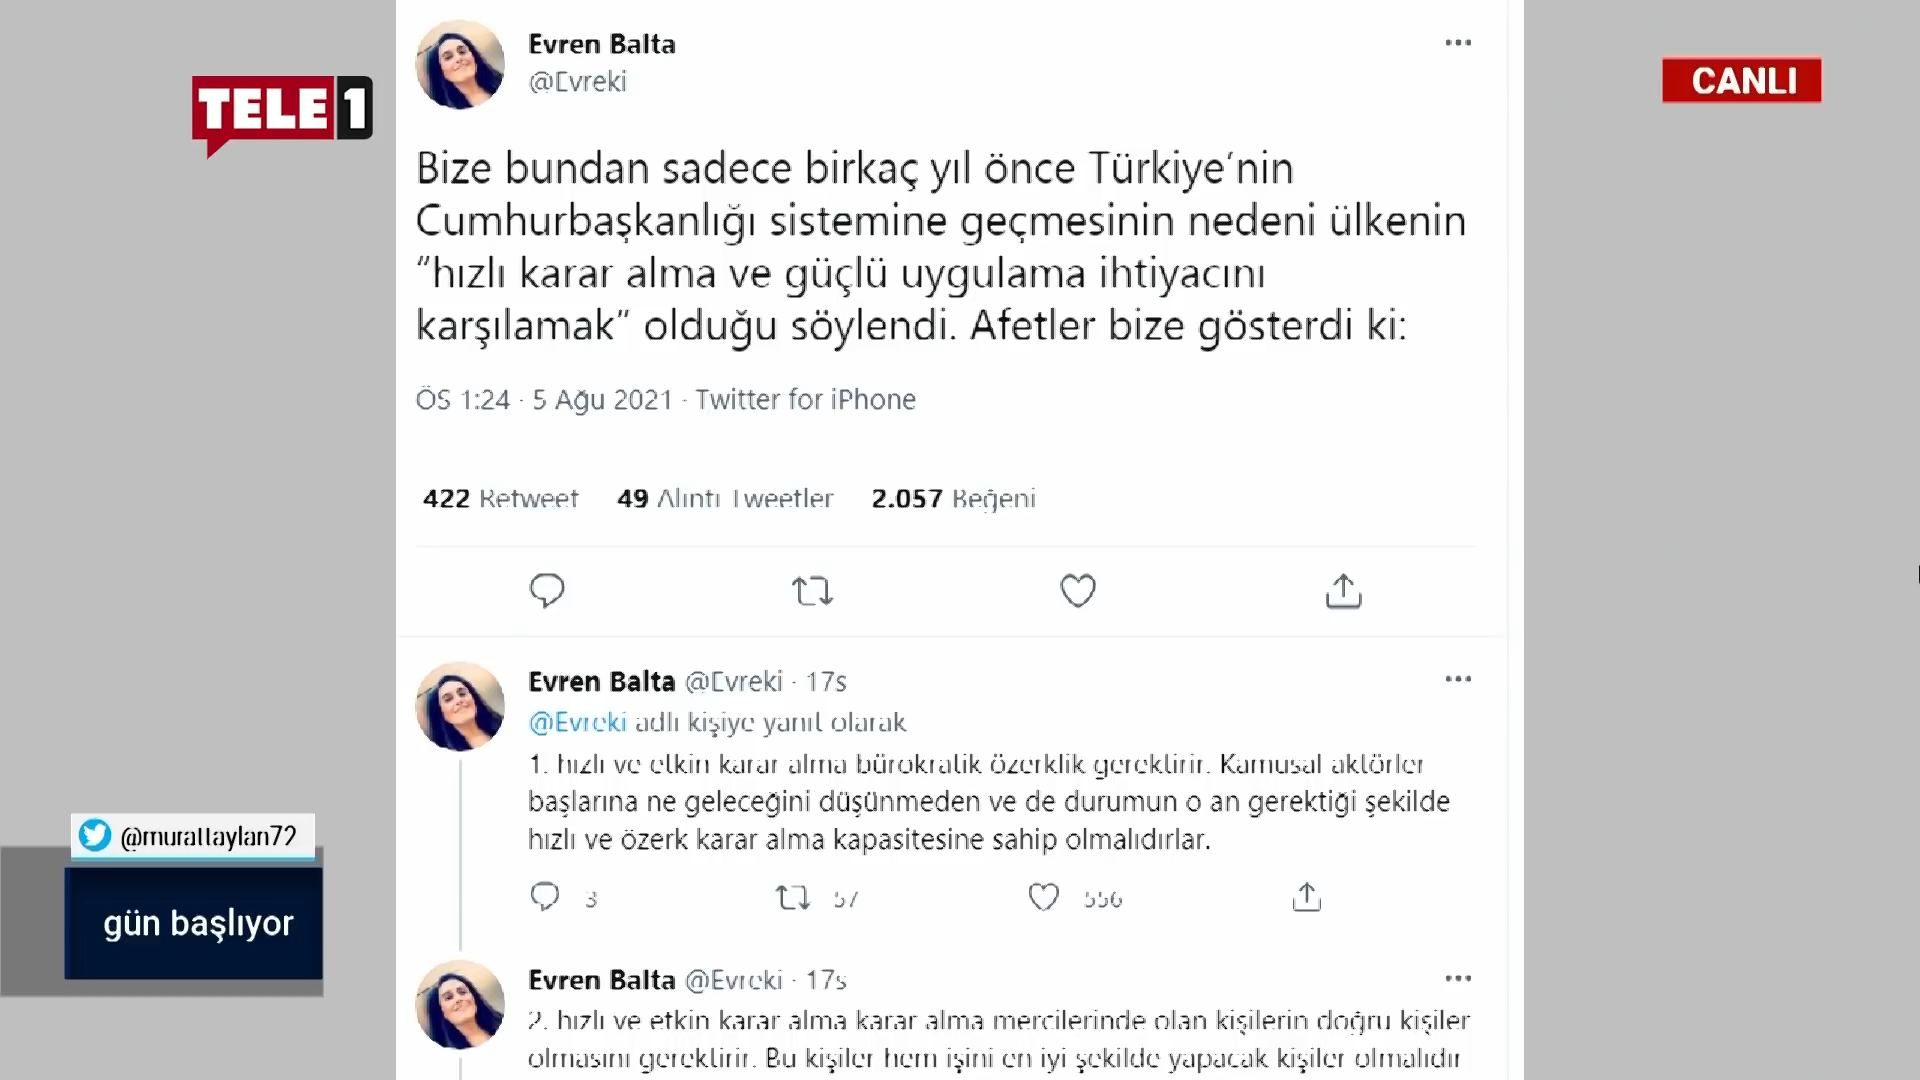 Evren Balta
@Evreki
TELE1
CANLI
Bize bundan sadece birkaç yıl önce Türkiye'nin
Cumhurbaşkanlığı sistemine geçmesinin nedeni ülkenin
"hızlı karar alma ve güçlü uygulama ihtiyacını
karşılamak" olduğu söylendi. Afetler bize gösterdi ki:
ÖS 1:24 · 5 Ağu 2021 · Twitter for iPhone
422 Retweet 49 Alıntı Tweetler 2.057 Beğeni
Evren Balta @Evreki · 17s
@Evreki adlı kişiye yanıt olarak
1. hızlı ve etkin karar alma bürokratik özerklik gerektirir. Kamusal aktörler
başlarına ne geleceğini düşünmeden ve de durumun o an gerektiği şekilde
hızlı ve özerk karar alma kapasitesine sahip olmalıdırlar.
3 57 556
@murattaylan72
gün başlıyor
Evren Balta @Evreki · 17s
2. hızlı ve etkin karar alma karar alma mercilerinde olan kişilerin doğru kişiler
olmasını gerektirir. Bu kişiler hem işini en iyi şekilde yapacak kişiler olmalıdır